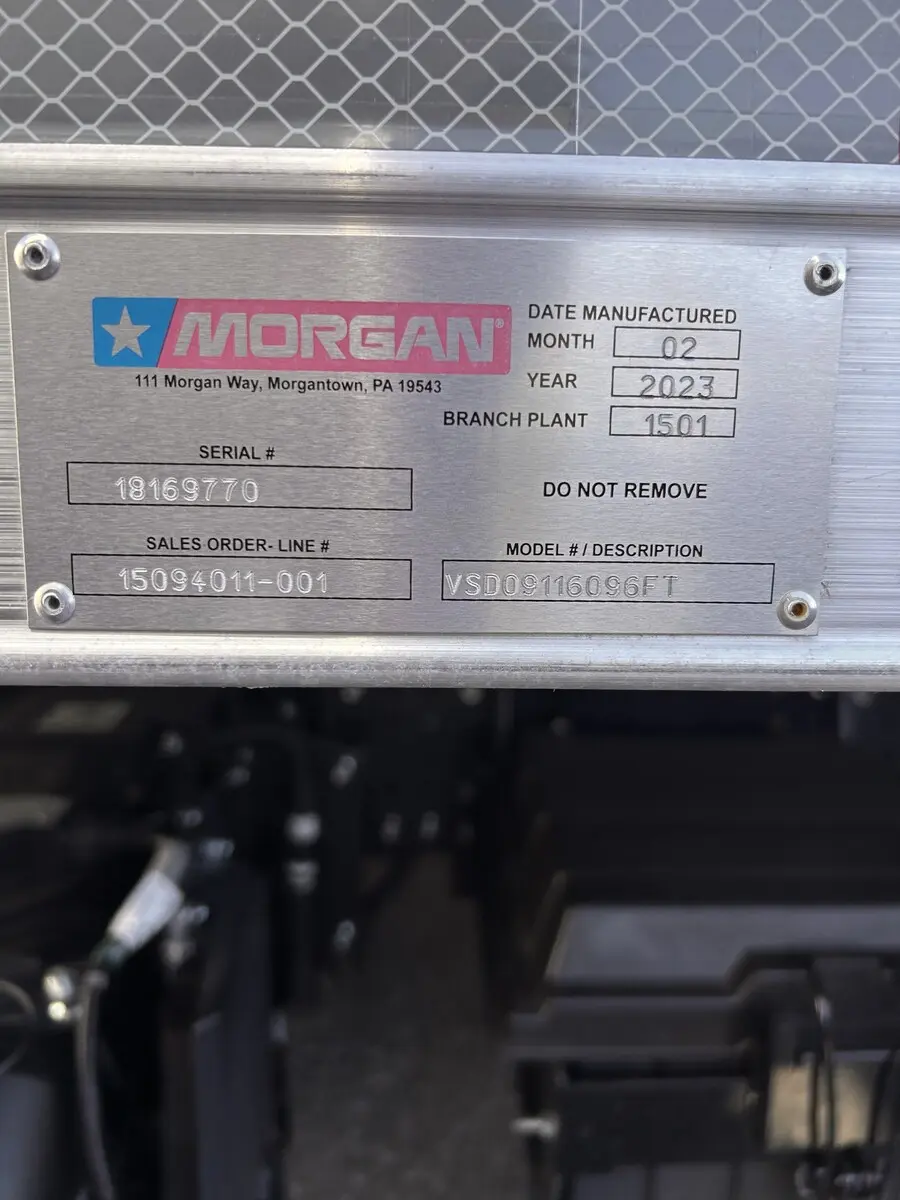 MORGAN®
111 Morgan Way, Morgantown, PA 19543
DATE MANUFACTURED
MONTH 02
YEAR 2023
BRANCH PLANT 1501
SERIAL #
18169770
DO NOT REMOVE
SALES ORDER- LINE #
15094011-001
MODEL # / DESCRIPTION
VSD09116096FT